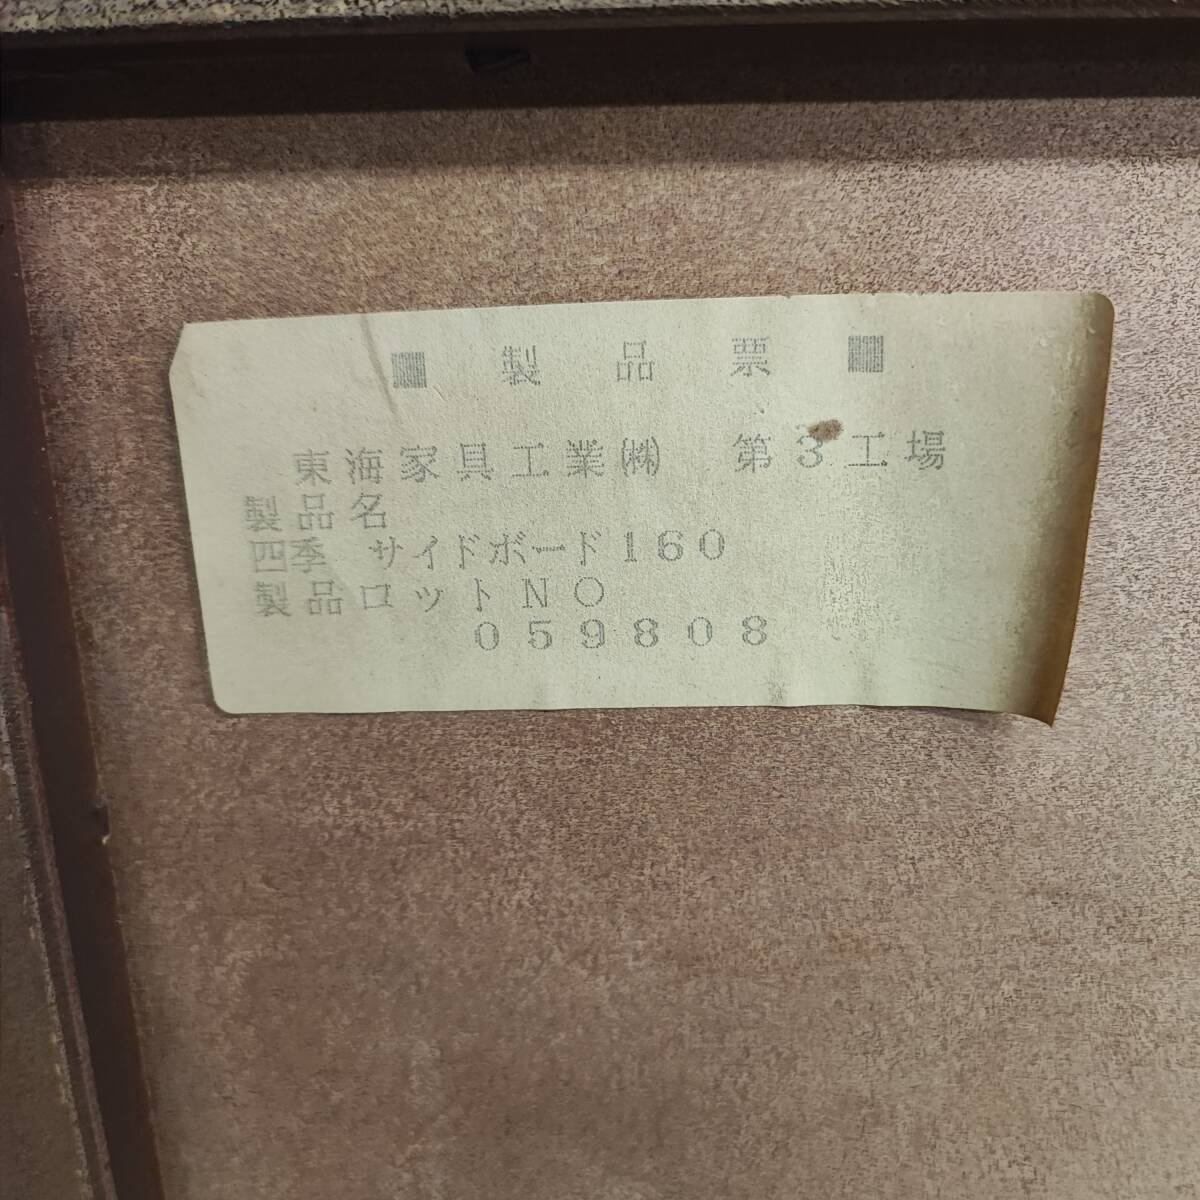 ■ 製品票 ■
東海家具工業㈱ 第3工場
製品名
四季 サイドボード160
製品ロットNO
059808